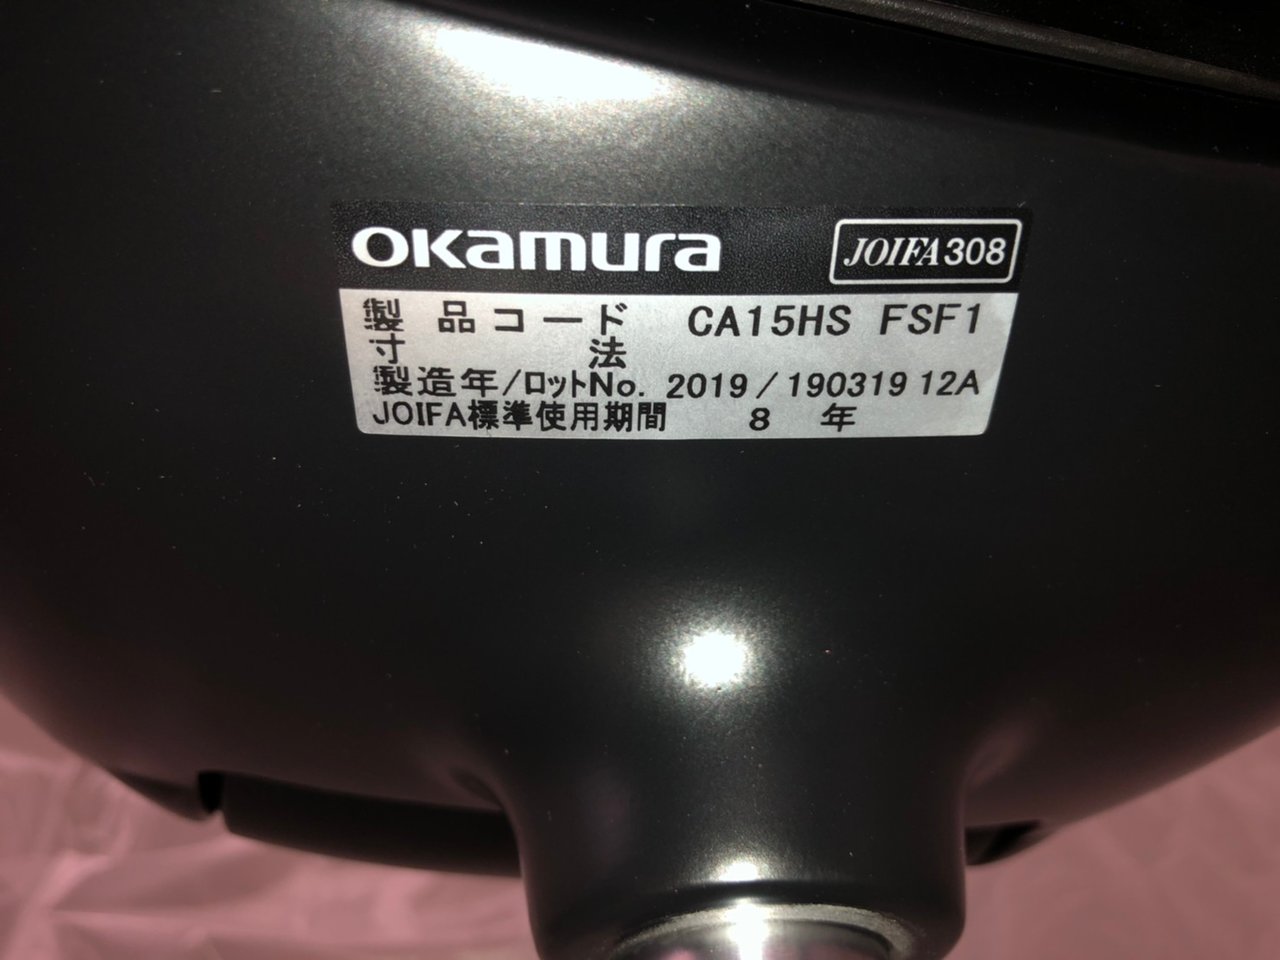 OKamura
JOIFA308
製品コード CA15HS FSF1
寸法
製造年/ロットNo. 2019 / 190319 12A
JOIFA標準使用期間 8 年